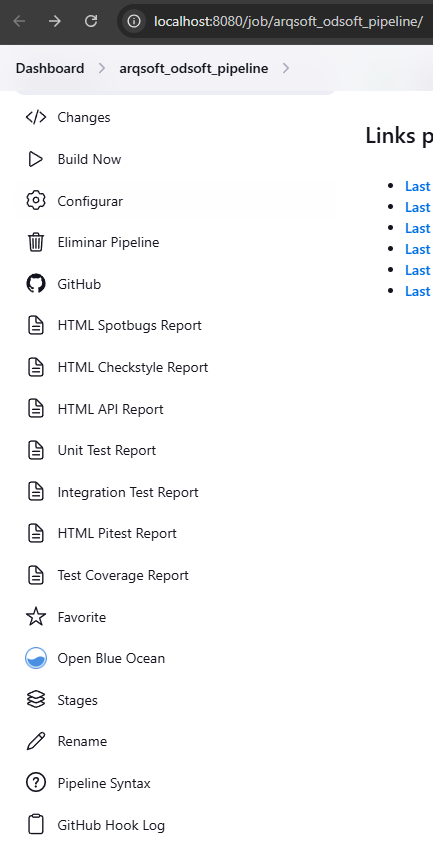 localhost:8080/job/arqsoft_odsoft_pipeline/
Dashboard > arqsoft_odsoft_pipeline >
Changes
Build Now
Configurar
Eliminar Pipeline
GitHub
HTML Spotbugs Report
HTML Checkstyle Report
HTML API Report
Unit Test Report
Integration Test Report
HTML Pitest Report
Test Coverage Report
Favorite
Open Blue Ocean
Stages
Rename
Pipeline Syntax
GitHub Hook Log
Links p
Last
Last
Last
Last
Last
Last